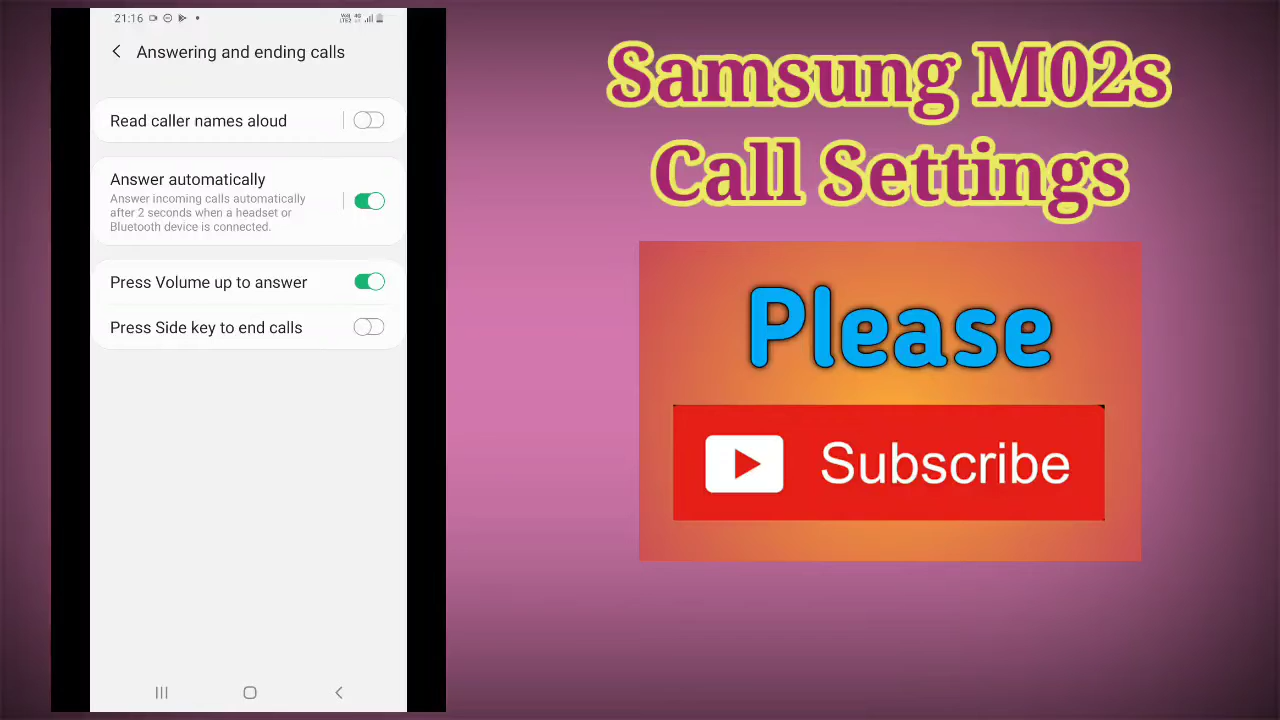 21:16
Answering and ending calls
Read caller names aloud
Answer automatically
Answer incoming calls automatically
after 2 seconds when a headset or
Bluetooth device is connected.
Press Volume up to answer
Press Side key to end calls
Samsung M02s
Call Settings
Please
Subscribe